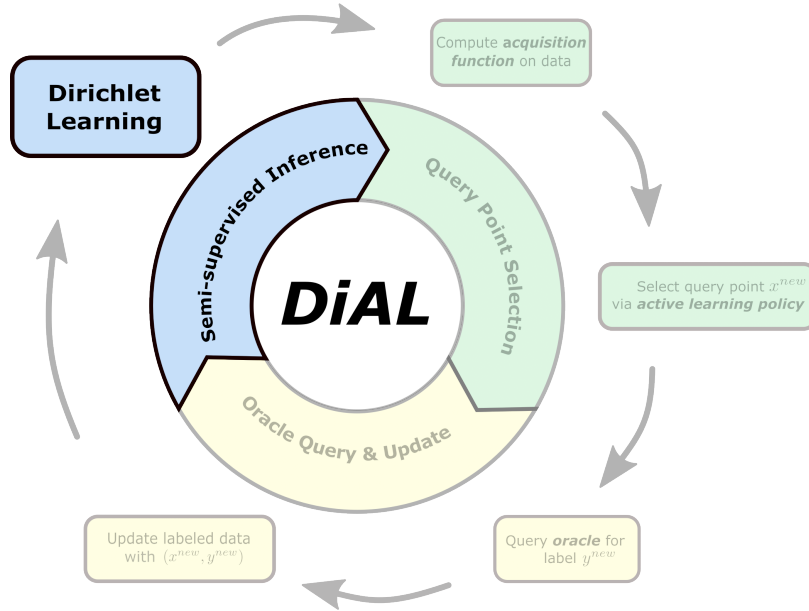 Compute acquisition
function on data
Dirichlet
Learning
Semi-supervised Inference
Query Point Selection
DiAL
Select query point $x^{new}$
via active learning policy
Oracle Query & Update
Update labeled data
with $(x^{new}, y^{new})$
Query oracle for
label $y^{new}$